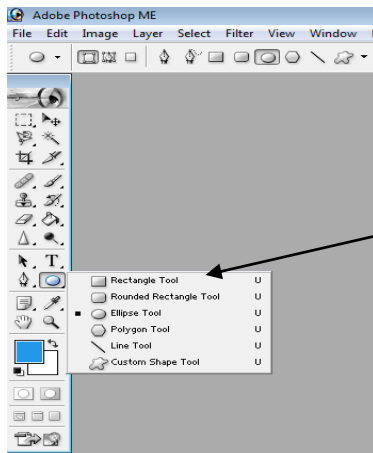 Adobe Photoshop ME
File Edit Image Layer Select Filter View Window
T
Rectangle Tool U
Rounded Rectangle Tool U
Ellipse Tool U
Polygon Tool U
Line Tool U
Custom Shape Tool U